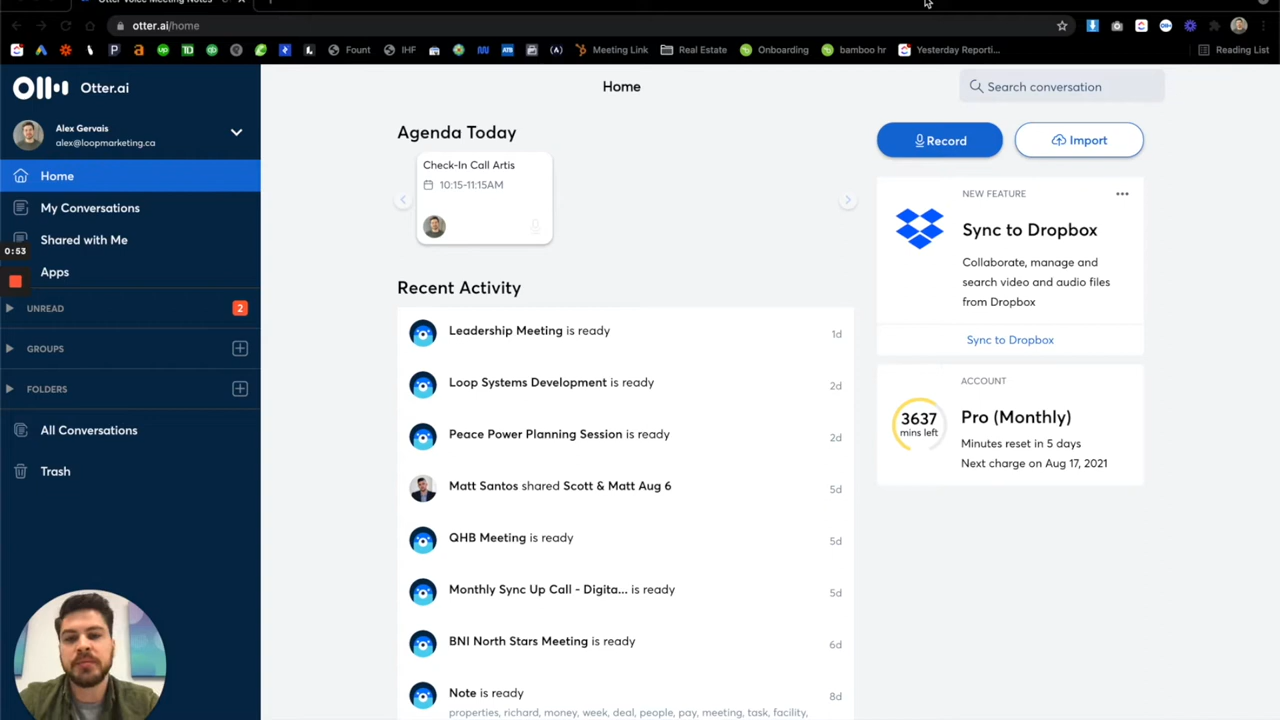 Otter Voice Meeting Notes
otter.ai/home
Fount
IHF
Meeting Link
Real Estate
Onboarding
bamboo hr
Yesterday Reporti...
Reading List
Otter.ai
Home
Search conversation
Alex Gervais
alex@loopmarketing.ca
Home
My Conversations
Shared with Me
0:53
Apps
UNREAD
2
GROUPS
FOLDERS
All Conversations
Trash
Agenda Today
Check-In Call Artis
10:15-11:15AM
Recent Activity
Leadership Meeting is ready
1d
Loop Systems Development is ready
2d
Peace Power Planning Session is ready
2d
Matt Santos shared Scott & Matt Aug 6
5d
QHB Meeting is ready
5d
Monthly Sync Up Call - Digita... is ready
5d
BNI North Stars Meeting is ready
6d
Note is ready
8d
properties, richard, money, week, deal, people, pay, meeting, task, facility,
Record
Import
NEW FEATURE
Sync to Dropbox
Collaborate, manage and
search video and audio files
from Dropbox
Sync to Dropbox
ACCOUNT
3637
mins left
Pro (Monthly)
Minutes reset in 5 days
Next charge on Aug 17, 2021